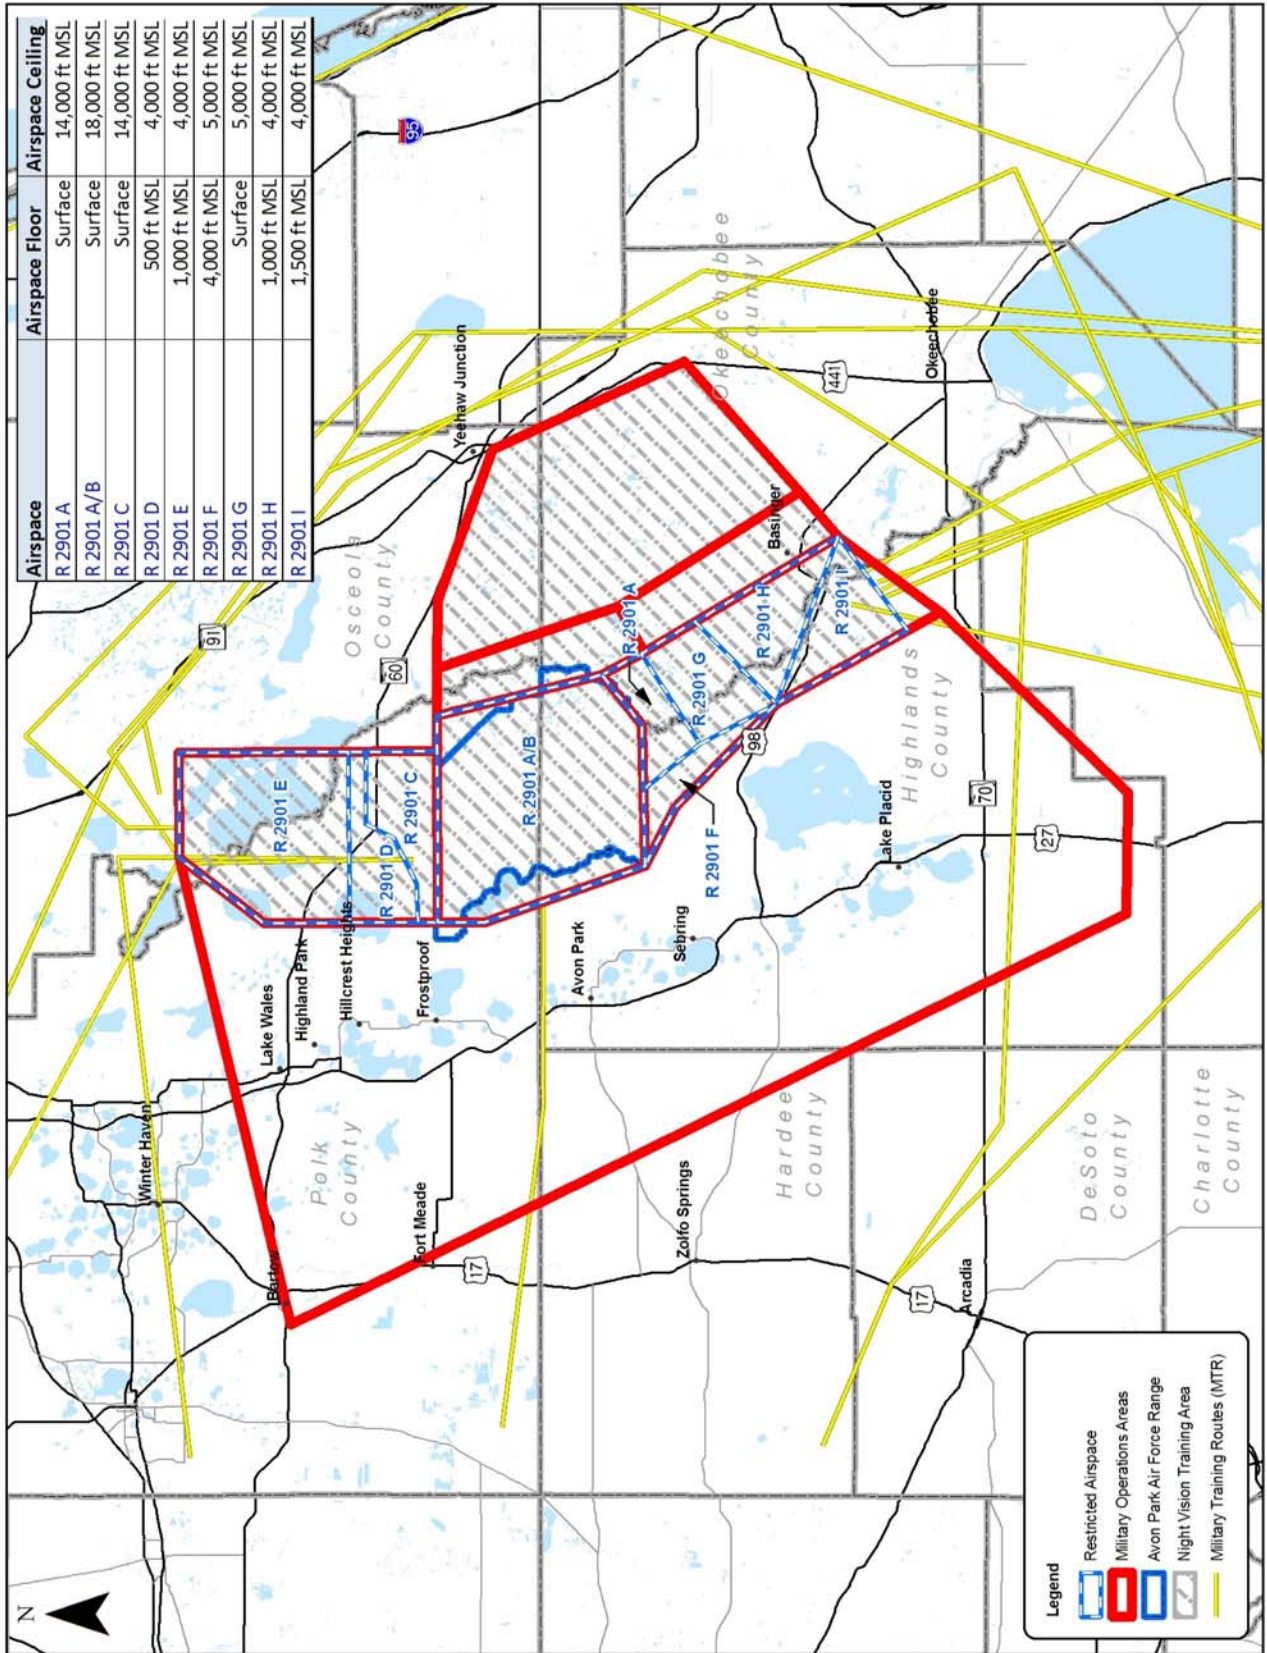 Airspace Airspace Floor Airspace Ceiling
R 2901 A Surface 14,000 ft MSL
R 2901 A/B Surface 18,000 ft MSL
R 2901 C Surface 14,000 ft MSL
R 2901 D 500 ft MSL 4,000 ft MSL
R 2901 E 1,000 ft MSL 4,000 ft MSL
R 2901 F 4,000 ft MSL 5,000 ft MSL
R 2901 G Surface 5,000 ft MSL
R 2901 H 1,000 ft MSL 4,000 ft MSL
R 2901 I 1,500 ft MSL 4,000 ft MSL
N
95
91
Winter Haven
Lake Wales
Bartow
Highland Park
Hillcrest Heights
R 2901 E
Osceola
County
60
Polk
County
R 2901 D
R 2901 C
Frostproof
Fort Meade
Yeehaw Junction
17
R 2901 A/B
Avon Park
R 2901 A
Sebring
Zolfo Springs
R 2901 G
R 2901 F
Okeechobee
County
98
R 2901 H
Basinger
Hardee
County
441
R 2901 I
Lake Placid
Highlands
County
Okeechobee
17
Arcadia
70
27
DeSoto
County
Charlotte
County
Legend
Restricted Airspace
Military Operations Areas
Avon Park Air Force Range
Night Vision Training Area
Military Training Routes (MTR)